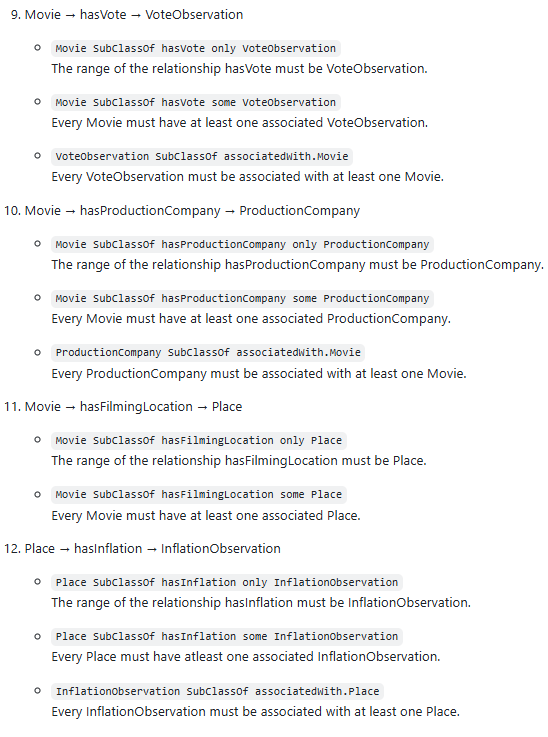 9. Movie → hasVote → VoteObservation
Movie SubClassOf hasVote only VoteObservation
The range of the relationship hasVote must be VoteObservation.
Movie SubClassOf hasVote some VoteObservation
Every Movie must have at least one associated VoteObservation.
VoteObservation SubClassOf associatedWith.Movie
Every VoteObservation must be associated with at least one Movie.
10. Movie → hasProductionCompany → ProductionCompany
Movie SubClassOf hasProductionCompany only ProductionCompany
The range of the relationship hasProductionCompany must be ProductionCompany.
Movie SubClassOf hasProductionCompany some ProductionCompany
Every Movie must have at least one associated ProductionCompany.
ProductionCompany SubClassOf associatedWith.Movie
Every ProductionCompany must be associated with at least one Movie.
11. Movie → hasFilmingLocation → Place
Movie SubClassOf hasFilmingLocation only Place
The range of the relationship hasFilmingLocation must be Place.
Movie SubClassOf hasFilmingLocation some Place
Every Movie must have at least one associated Place.
12. Place → hasInflation → InflationObservation
Place SubClassOf hasInflation only InflationObservation
The range of the relationship hasInflation must be InflationObservation.
Place SubClassOf hasInflation some InflationObservation
Every Place must have atleast one associated InflationObservation.
InflationObservation SubClassOf associatedWith.Place
Every InflationObservation must be associated with at least one Place.